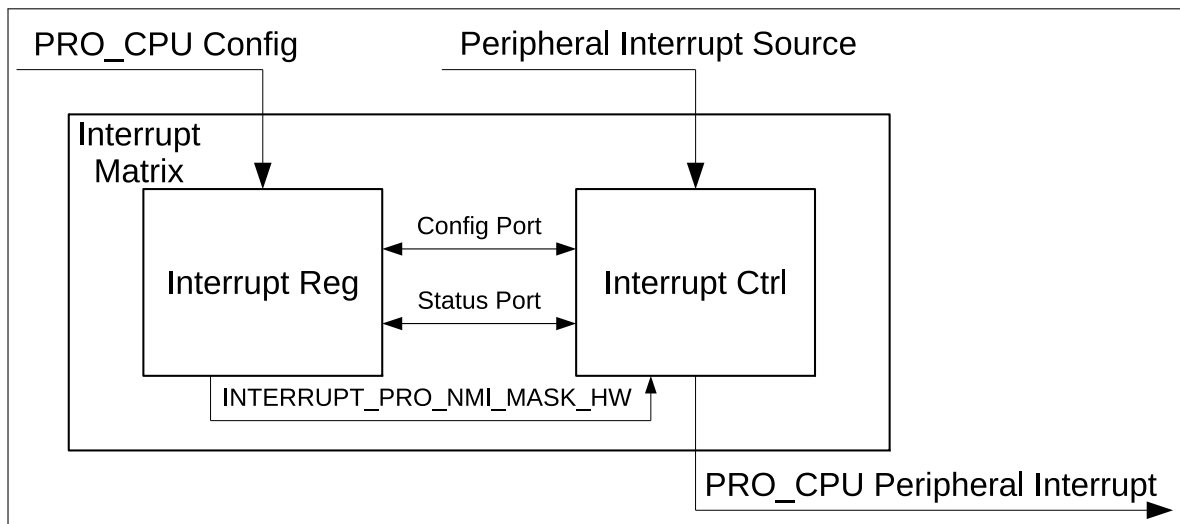 PRO_CPU Config
Peripheral Interrupt Source
Interrupt
Matrix
Config Port
Interrupt Reg
Interrupt Ctrl
Status Port
INTERRUPT_PRO_NMI_MASK_HW
PRO_CPU Peripheral Interrupt